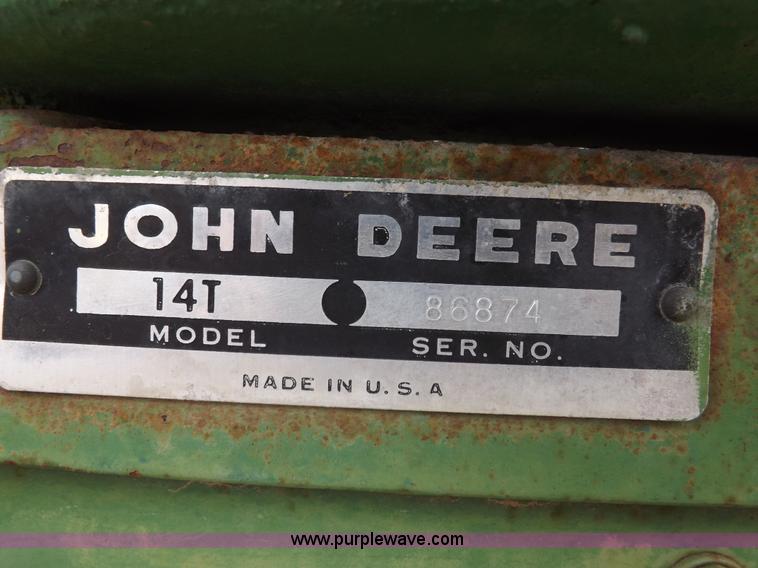 JOHN DEERE
14T 86874
MODEL SER. NO.
MADE IN U.S.A
www.purplewave.com